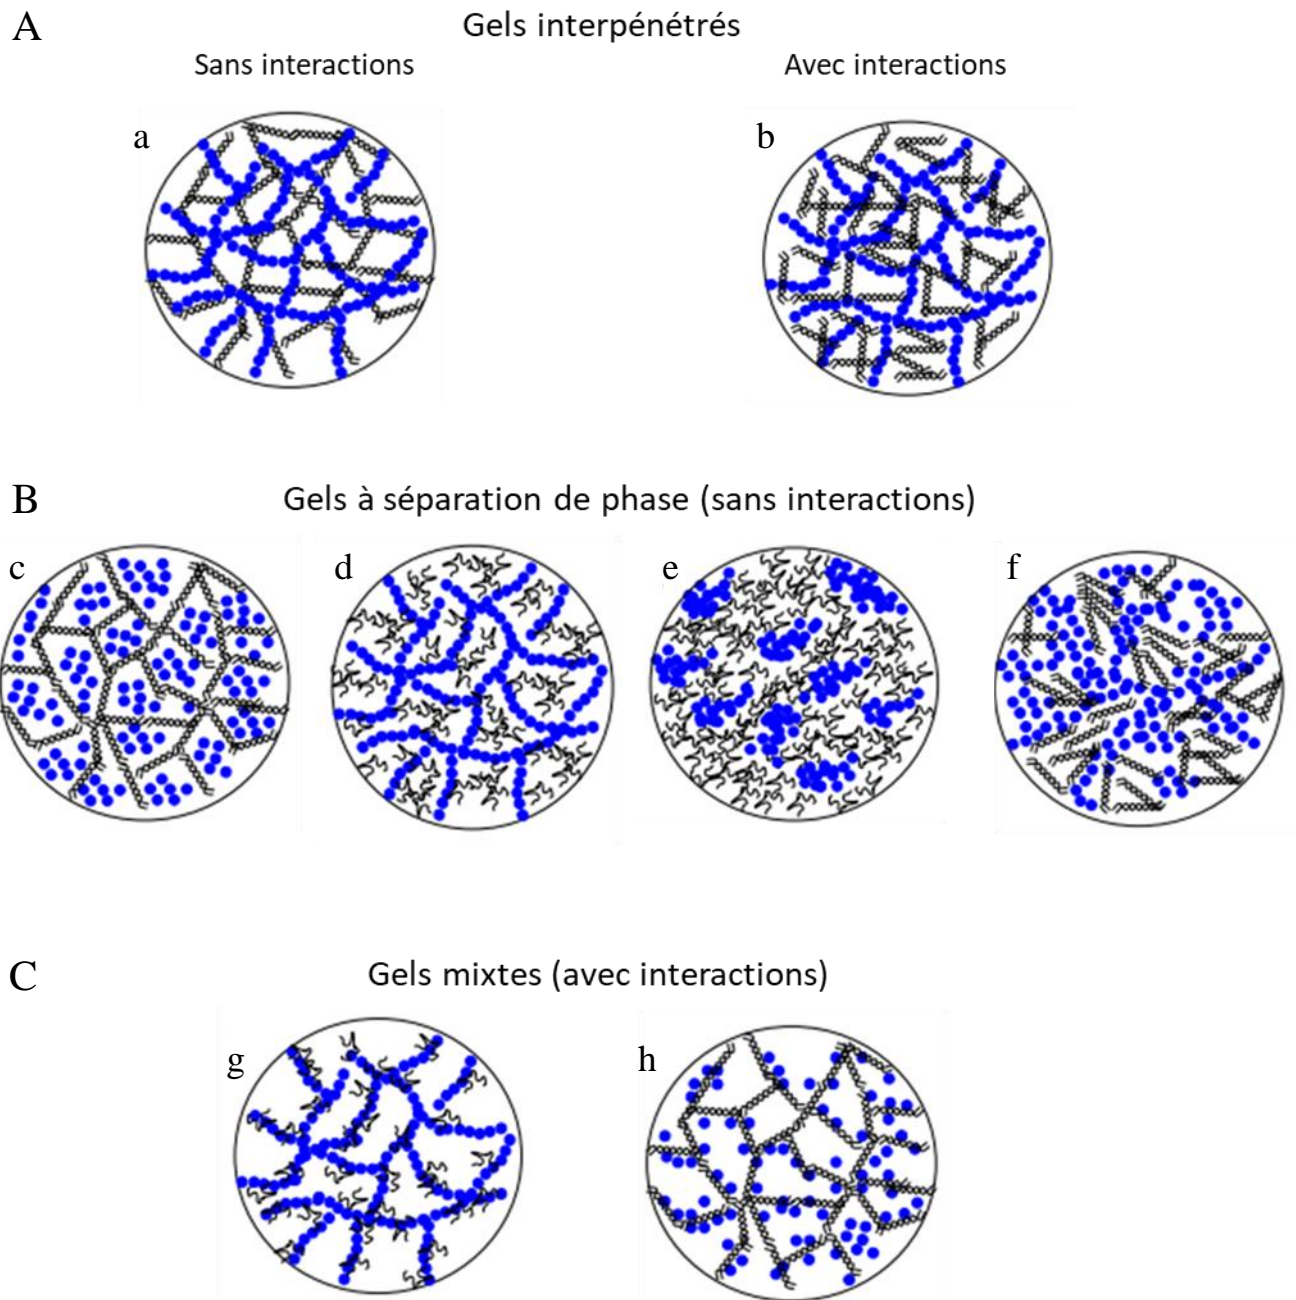 A
Gels interpénétrés
Sans interactions
Avec interactions
a
b
B
Gels à séparation de phase (sans interactions)
c
d
e
f
C
Gels mixtes (avec interactions)
g
h